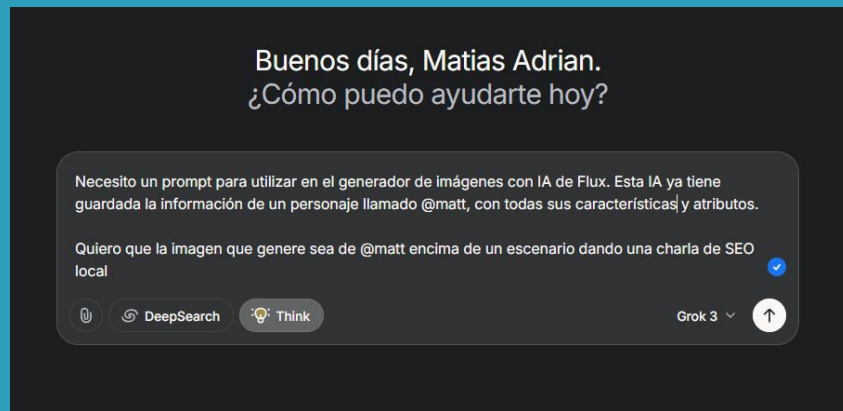 Buenos días, Matias Adrian.
¿Cómo puedo ayudarte hoy?
Necesito un prompt para utilizar en el generador de imágenes con IA de Flux. Esta IA ya tiene
guardada la información de un personaje llamado @matt, con todas sus características y atributos.
Quiero que la imagen que genere sea de @matt encima de un escenario dando una charla de SEO
local
DeepSearch Think Grok 3